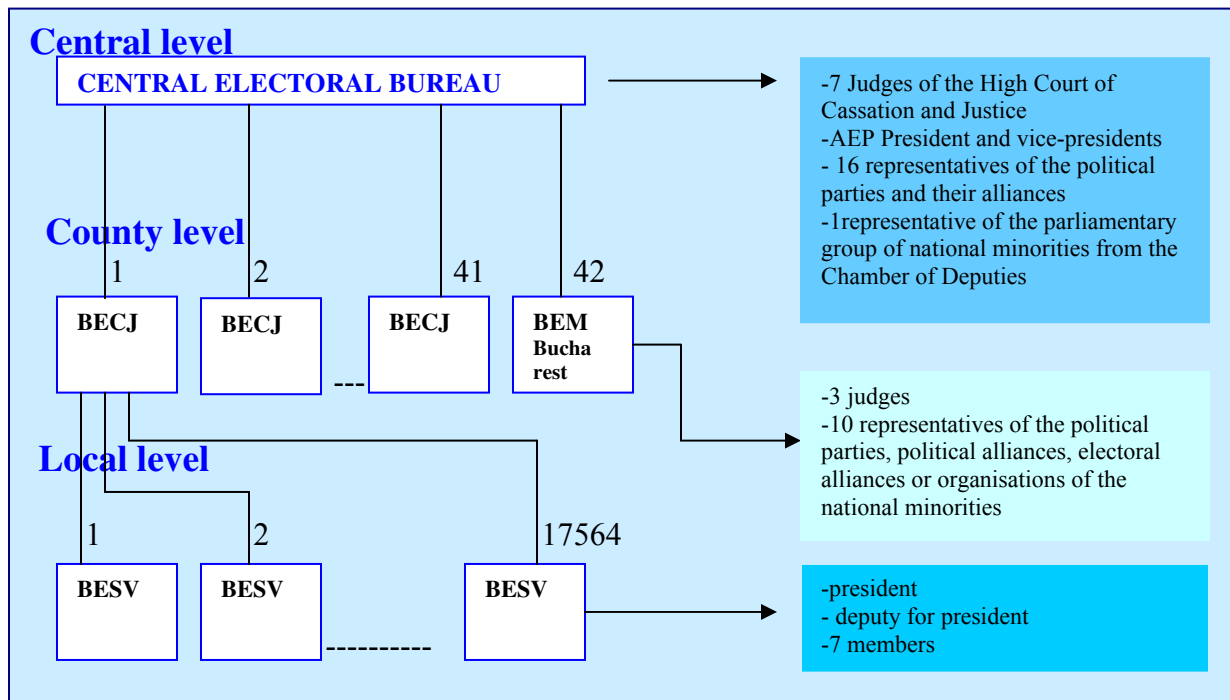 Central level
CENTRAL ELECTORAL BUREAU
-7 Judges of the High Court of
Cassation and Justice
-AEP President and vice-presidents
- 16 representatives of the political
parties and their alliances
-1representative of the parliamentary
group of national minorities from the
Chamber of Deputies
County level
1
2
41
42
BECJ
BECJ
---
BECJ
BEM
Bucha
rest
-3 judges
-10 representatives of the political
parties, political alliances, electoral
alliances or organisations of the
national minorities
Local level
1
2
17564
BESV
BESV
----------
BESV
-president
- deputy for president
-7 members